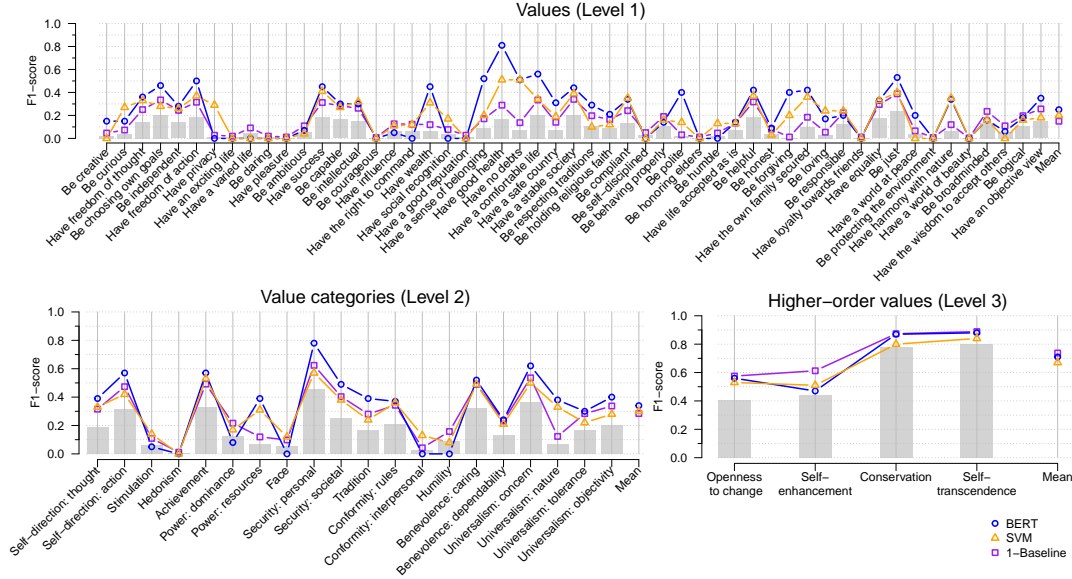 Values (Level 1)
F1−score
1.0
0.8
0.6
0.4
0.2
0.0
Be creative
Be curious
Have freedom of thought
Be choosing own goals
Be independent
Have freedom of action
Have privacy
Have an exciting life
Have a varied life
Be daring
Have pleasure
Be ambitious
Have success
Be capable
Be intellectual
Be courageous
Have the right to command
Have influence
Have wealth
Have social recognition
Have a good reputation
Have a sense of belonging
Have good health
Have no debts
Have a comfortable life
Have a safe country
Have a stable society
Be respecting traditions
Be holding religious faith
Be compliant
Be self−disciplined
Be behaving properly
Be polite
Be honoring elders
Be humble
Have life accepted as is
Be helpful
Be honest
Be forgiving
Have the own family secured
Be loving
Be responsible
Have loyalty towards friends
Have equality
Be just
Have a world at peace
Be protecting the environment
Have harmony with nature
Have a world of beauty
Be broadminded
Have the wisdom to accept others
Be logical
Have an objective view
Mean
Value categories (Level 2)
F1−score
1.0
0.8
0.6
0.4
0.2
0.0
Self−direction: thought
Self−direction: action
Stimulation
Hedonism
Achievement
Power: dominance
Power: resources
Face
Security: personal
Security: societal
Tradition
Conformity: rules
Conformity: interpersonal
Humility
Benevolence: caring
Benevolence: dependability
Universalism: concern
Universalism: nature
Universalism: tolerance
Universalism: objectivity
Mean
Higher−order values (Level 3)
F1−score
1.0
0.8
0.6
0.4
0.2
0.0
Openness
to change
Self−
enhancement
Conservation
Self−
transcendence
Mean
BERT
SVM
1−Baseline